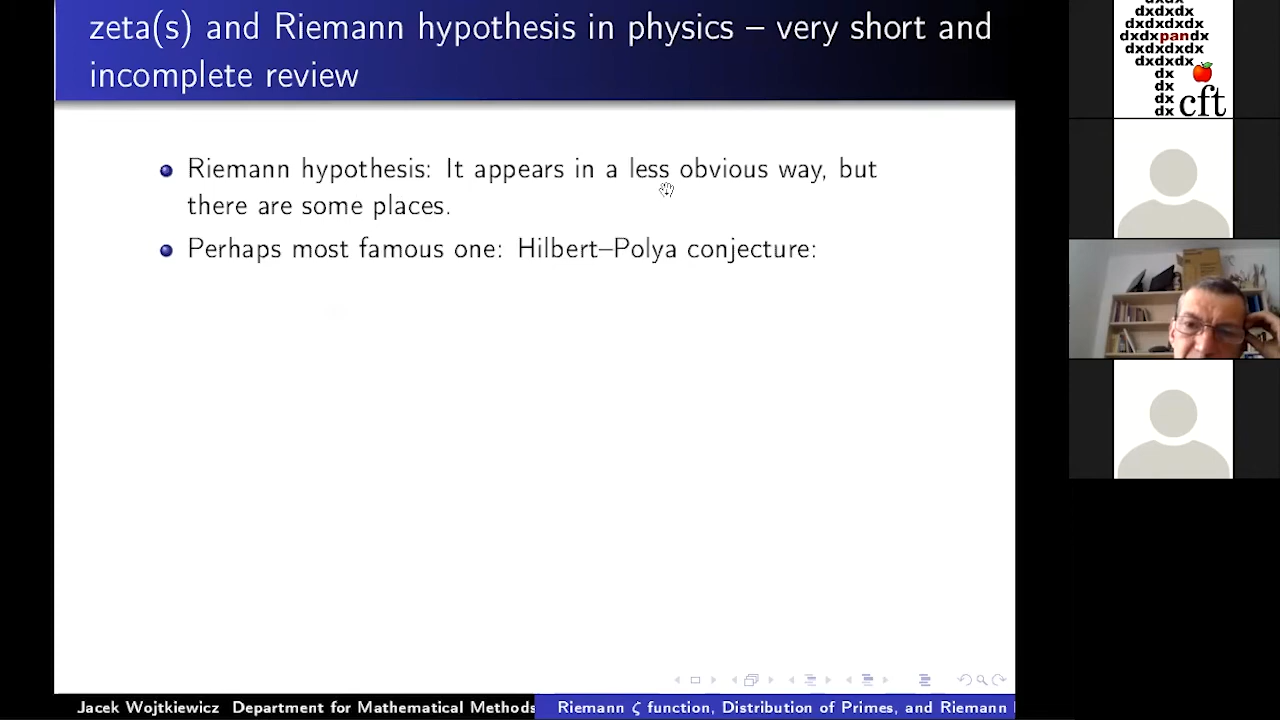 zeta(s) and Riemann hypothesis in physics – very short and
incomplete review
Riemann hypothesis: It appears in a less obvious way, but
there are some places.
Perhaps most famous one: Hilbert–Polya conjecture:
Jacek Wojtkiewicz Department for Mathematical Methods
Riemann ζ function, Distribution of Primes, and Riemann
dxdxdx
dxdxdx
dxdxdxdx
dxdxpandx
dxdxdxdx
dxdxdx
dx
dx
dx
dx
cft